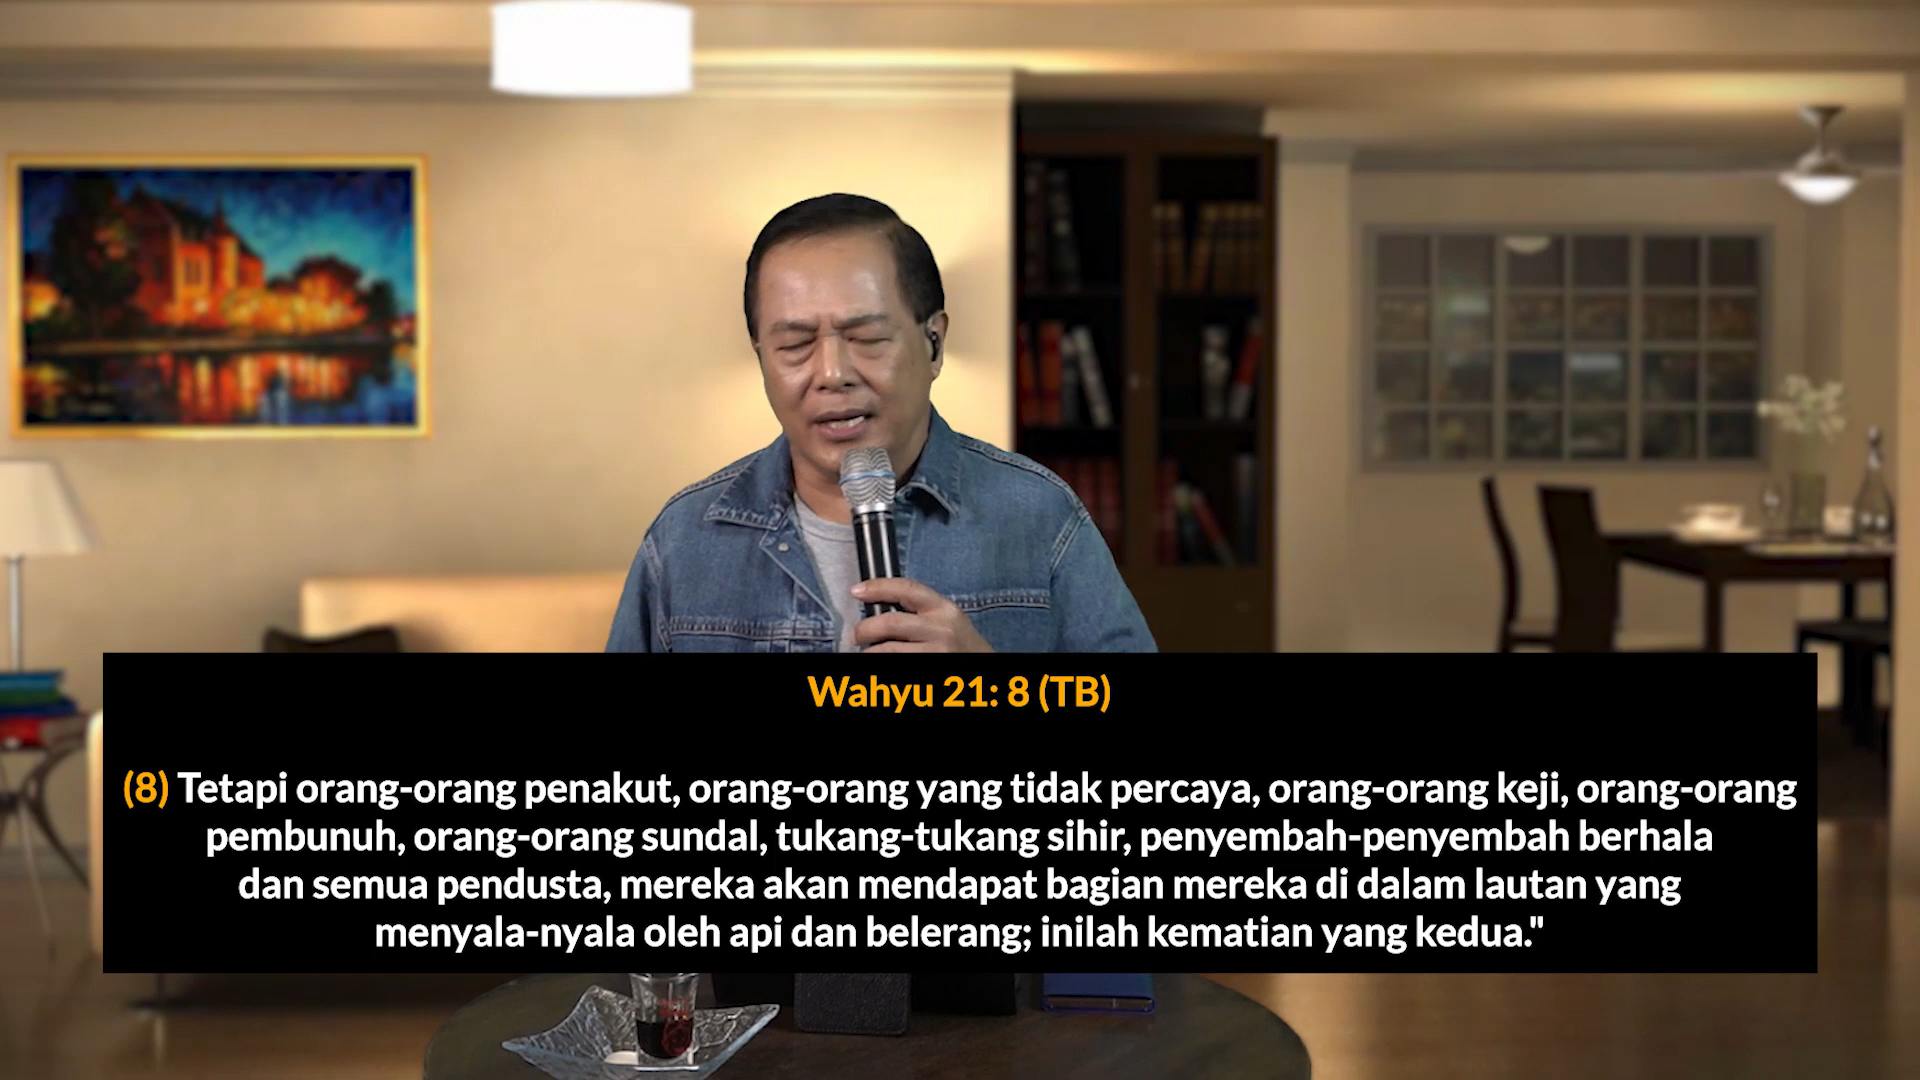 Wahyu 21: 8 (TB)
(8) Tetapi orang-orang penakut, orang-orang yang tidak percaya, orang-orang keji, orang-orang
pembunuh, orang-orang sundal, tukang-tukang sihir, penyembah-penyembah berhala
dan semua pendusta, mereka akan mendapat bagian mereka di dalam lautan yang
menyala-nyala oleh api dan belerang; inilah kematian yang kedua."